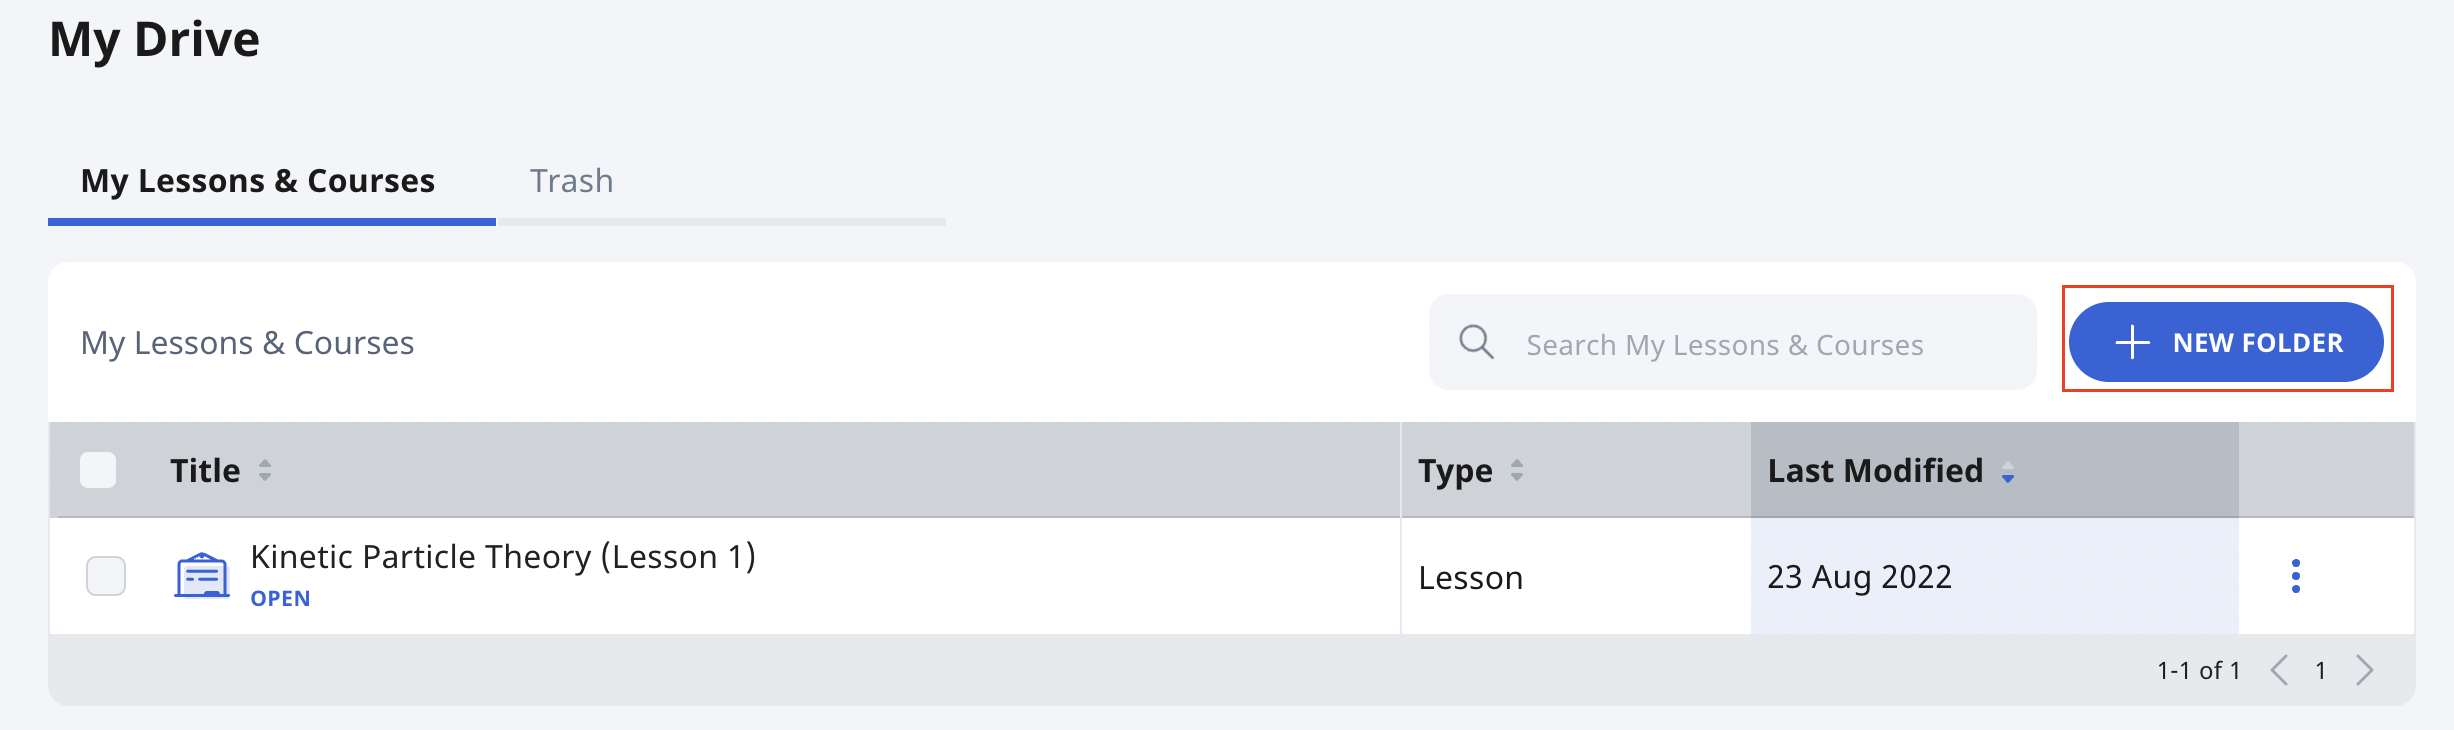 My Drive
My Lessons & Courses Trash
My Lessons & Courses Search My Lessons & Courses NEW FOLDER
Title Type Last Modified
Kinetic Particle Theory (Lesson 1) Lesson 23 Aug 2022
OPEN
1-1 of 1 1